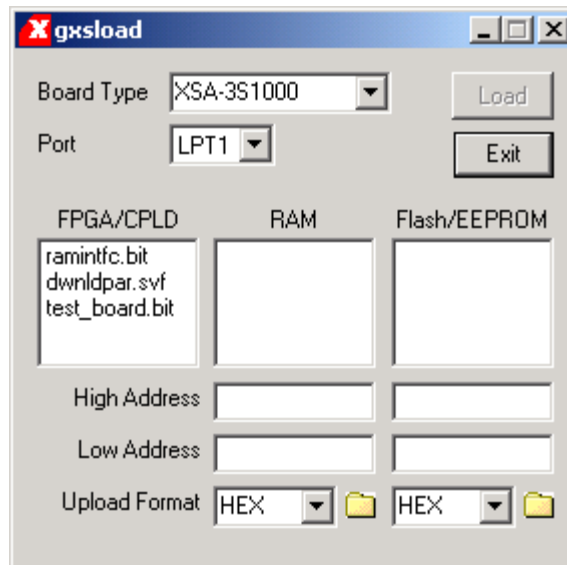 gxsload
Board Type XSA-3S1000 Load
Port LPT1 Exit
FPGA/CPLD RAM Flash/EEPROM
ramintfc.bit
dwnldpar.svf
test_board.bit
High Address
Low Address
Upload Format HEX HEX